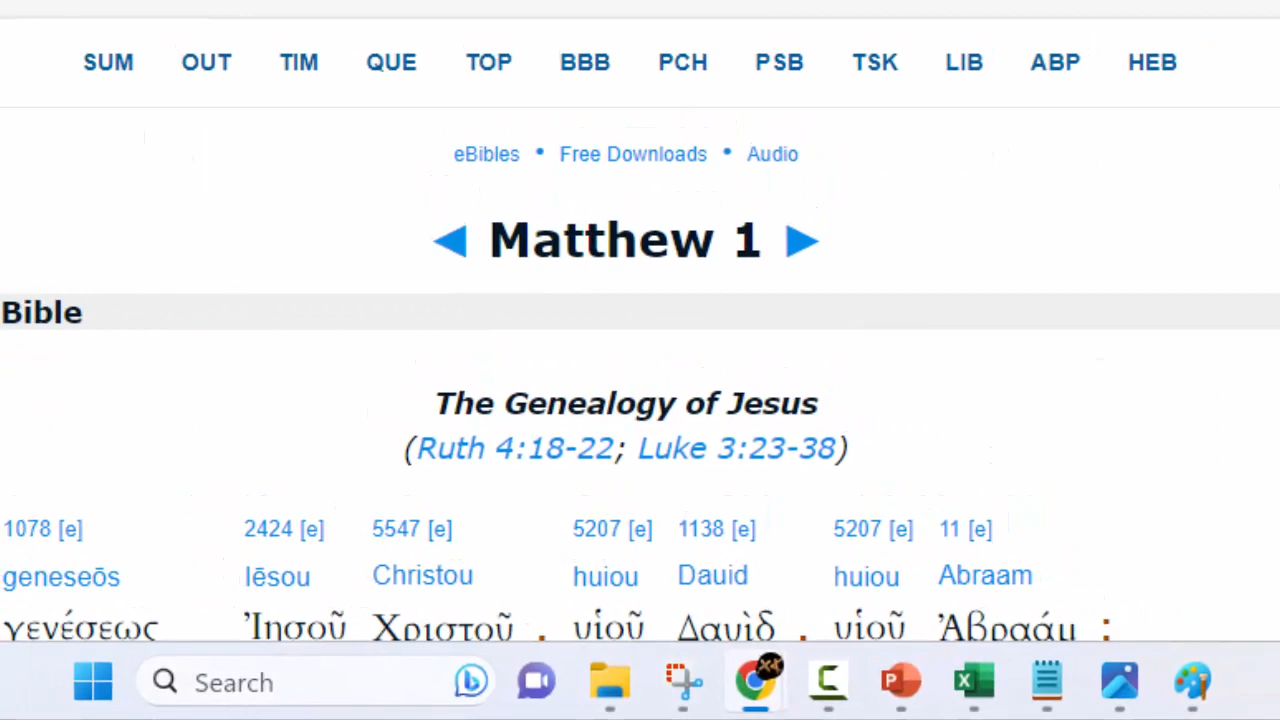 SUM OUT TIM QUE TOP BBB PCH PSB TSK LIB ABP HEB
eBibles • Free Downloads • Audio
◄ Matthew 1 ►
Bible
The Genealogy of Jesus
(Ruth 4:18-22; Luke 3:23-38)
1078 [e] 2424 [e] 5547 [e] 5207 [e] 1138 [e] 5207 [e] 11 [e]
geneseōs Iēsou Christou huiou Dauid huiou Abraam
γενέσεως Ἰησοῦ Χριστοῦ . υἱοῦ Δαυὶδ . υἱοῦ Ἀβραάμ :
Search